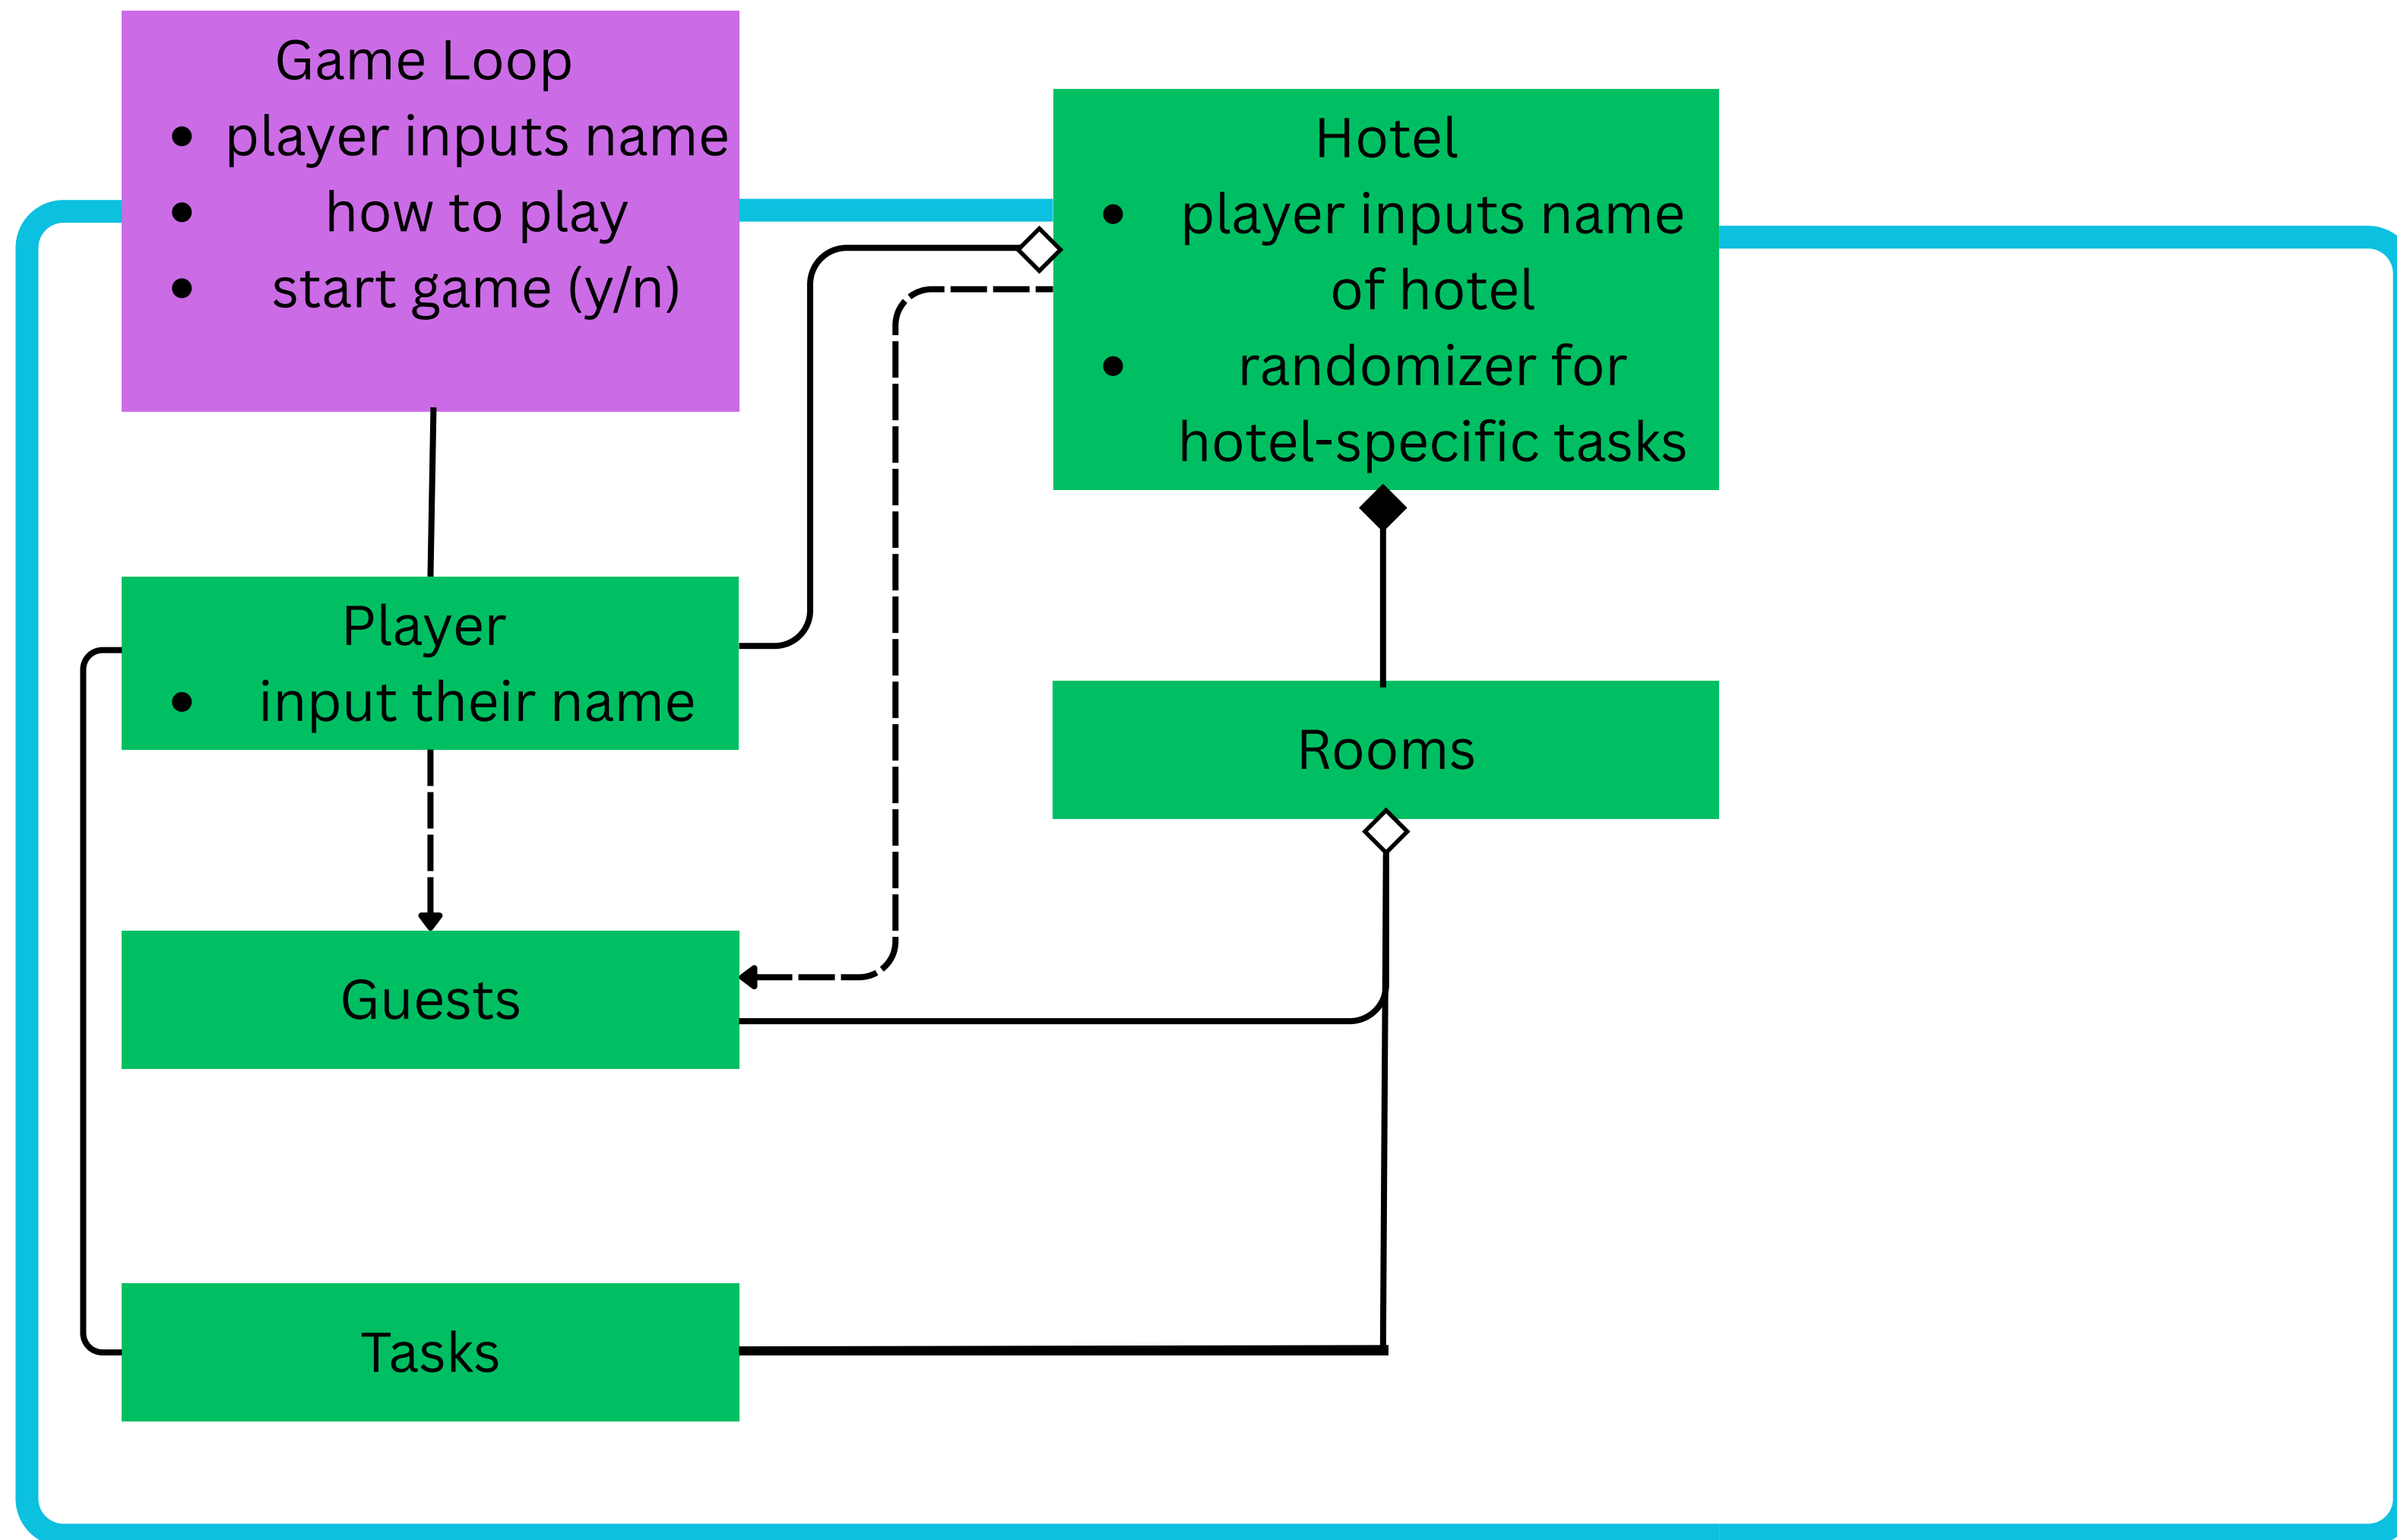 Game Loop
• player inputs name
• how to play
• start game (y/n)
Hotel
• player inputs name
of hotel
• randomizer for
hotel-specific tasks
Player
• input their name
Rooms
Guests
Tasks